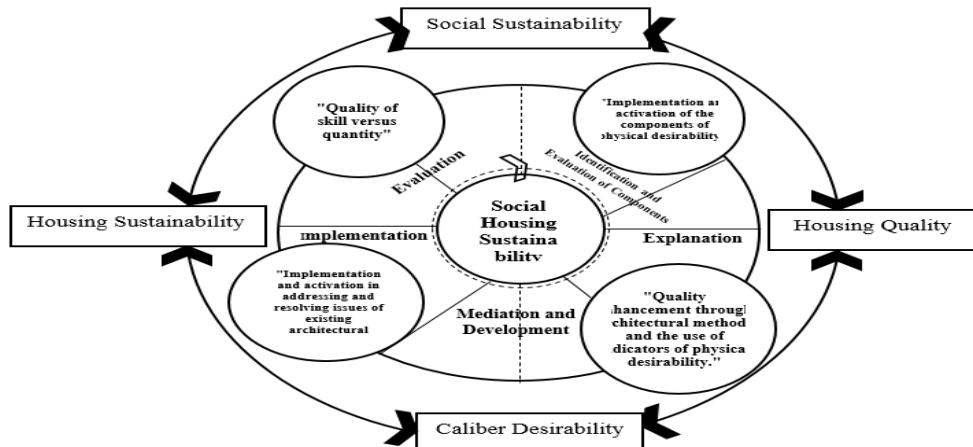 Social Sustainability
"Quality of
skill versus
quantity"
"Implementation an
activation of the
components of
physical desirability
Evaluation
Identification and
Evaluation of Components
Social
Housing
Sustaina
bility
Housing Sustainability
Implementation
Explanation
Housing Quality
"Implementation
and activation in
addressing and
resolving issues of
existing
architectural
Mediation and
Development
"Quality
hancement through
chitectural method
and the use of
dicators of physica
desirability."
Caliber Desirability